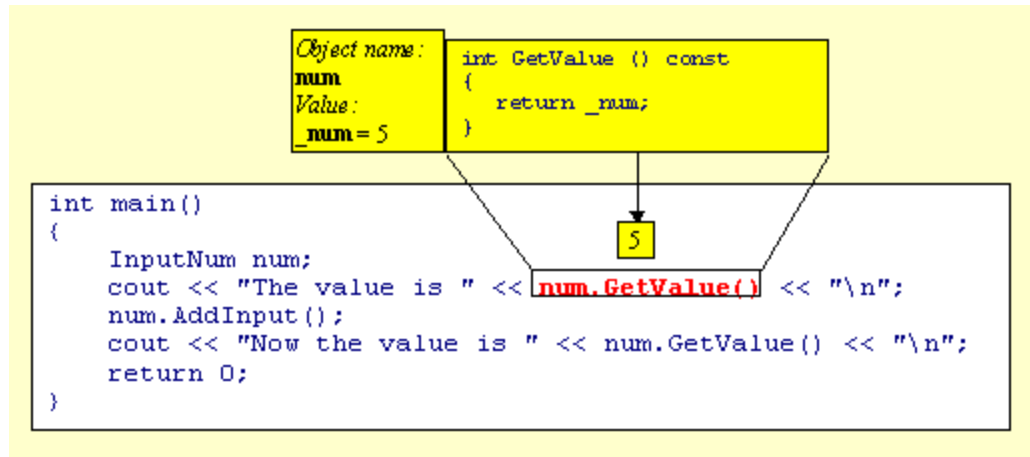 Object name:
num
Value:
_num = 5
int GetValue () const
{
return _num;
}
5
int main()
{
InputNum num;
cout << "The value is " << num.GetValue() << "\n";
num.AddInput();
cout << "Now the value is " << num.GetValue() << "\n";
return 0;
}